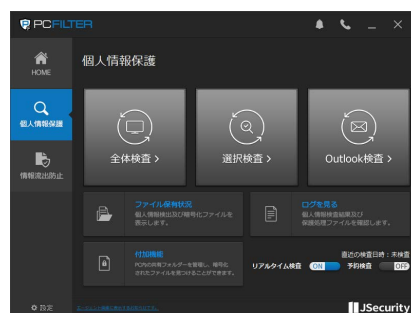 PCFILTER
HOME
個人情報保護
情報流出防止
設定
個人情報保護
全体検査 >
選択検査 >
Outlook検査 >
ファイル保有状況
個人情報検出及び暗号化ファイルを
表示します。
ログを見る
個人情報検査結果及び
保護処理ファイルを確認します。
付加機能
PC内の共有フォルダーを管理し、暗号化
されたファイルを見つけることができます。
直近の検査日時：未検査
リアルタイム検査 ON 予約検査 OFF
JSecurity